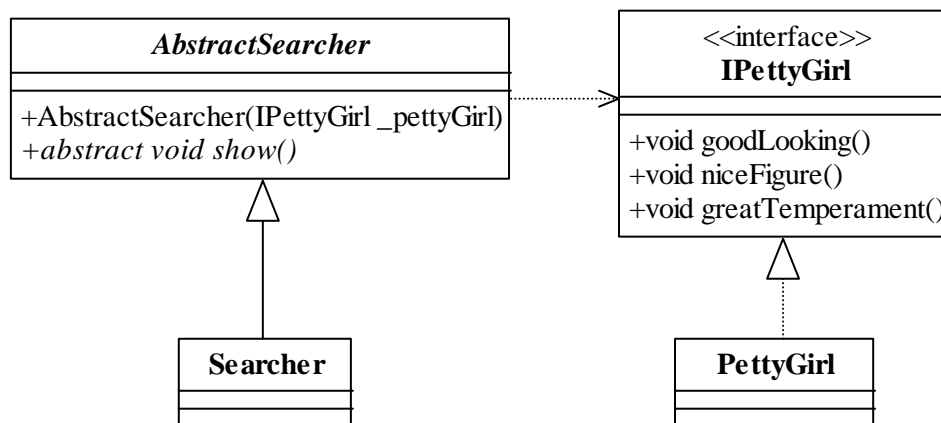 AbstractSearcher
+AbstractSearcher(IPettyGirl _pettyGirl)
+abstract void show()
<<interface>>
IPettyGirl
+void goodLooking()
+void niceFigure()
+void greatTemperament()
Searcher
PettyGirl